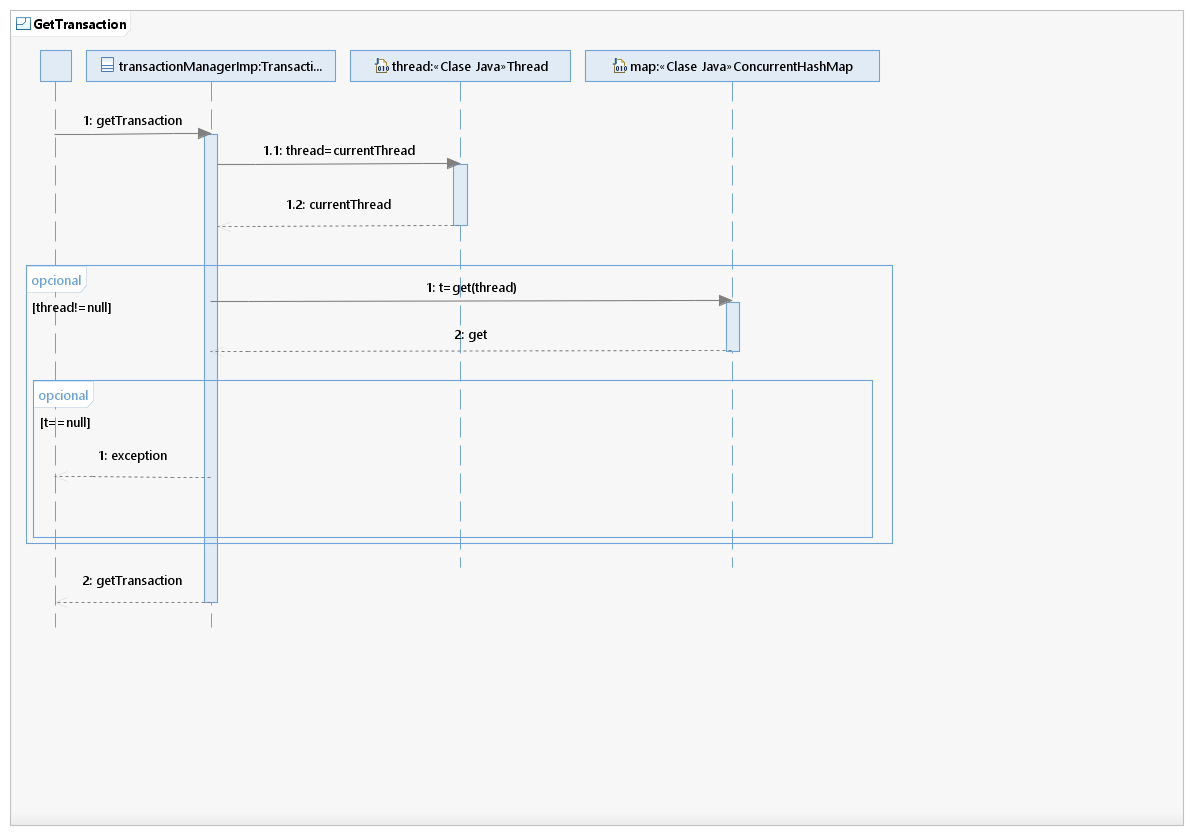 GetTransaction
transactionManagerImp:Transacti...
thread:«Clase Java»Thread
map:«Clase Java»ConcurrentHashMap
1: getTransaction
1.1: thread=currentThread
1.2: currentThread
opcional
[thread!=null]
1: t=get(thread)
2: get
opcional
[t==null]
1: exception
2: getTransaction